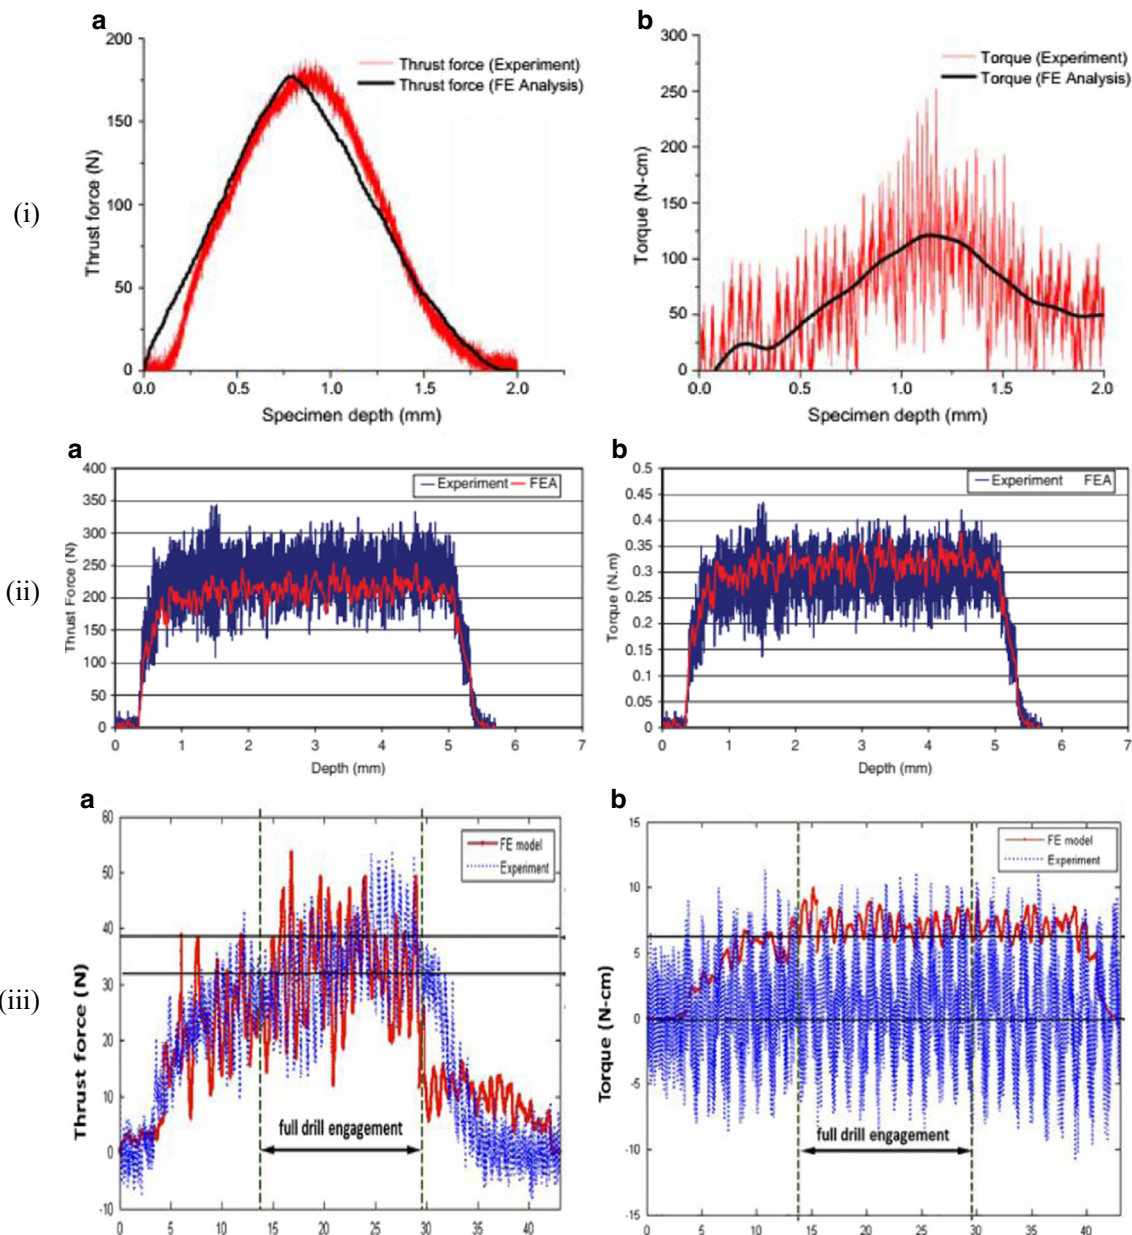 a
200
150
100
50
0
Thrust force (N)
Thrust force (Experiment)
Thrust force (FE Analysis)
0.0 0.5 1.0 1.5 2.0
Specimen depth (mm)
b
300
250
200
150
100
50
0
Torque (N-cm)
Torque (Experiment)
Torque (FE Analysis)
0.0 0.5 1.0 1.5 2.0
Specimen depth (mm)
(i)
a
400
350
300
250
200
150
100
50
0
Thrust Force (N)
Experiment FEA
0 1 2 3 4 5 6 7
Depth (mm)
b
0.5
0.45
0.4
0.35
0.3
0.25
0.2
0.15
0.1
0.05
0
Torque (N.m)
Experiment FEA
0 1 2 3 4 5 6 7
Depth (mm)
(ii)
a
60
50
40
30
20
10
0
-10
Thrust force (N)
FE model
Experiment
full drill engagement
0 5 10 15 20 25 30 35 40
b
15
10
5
0
-5
-10
-15
Torque (N-cm)
FE model
Experiment
full drill engagement
0 5 10 15 20 25 30 35 40
(iii)